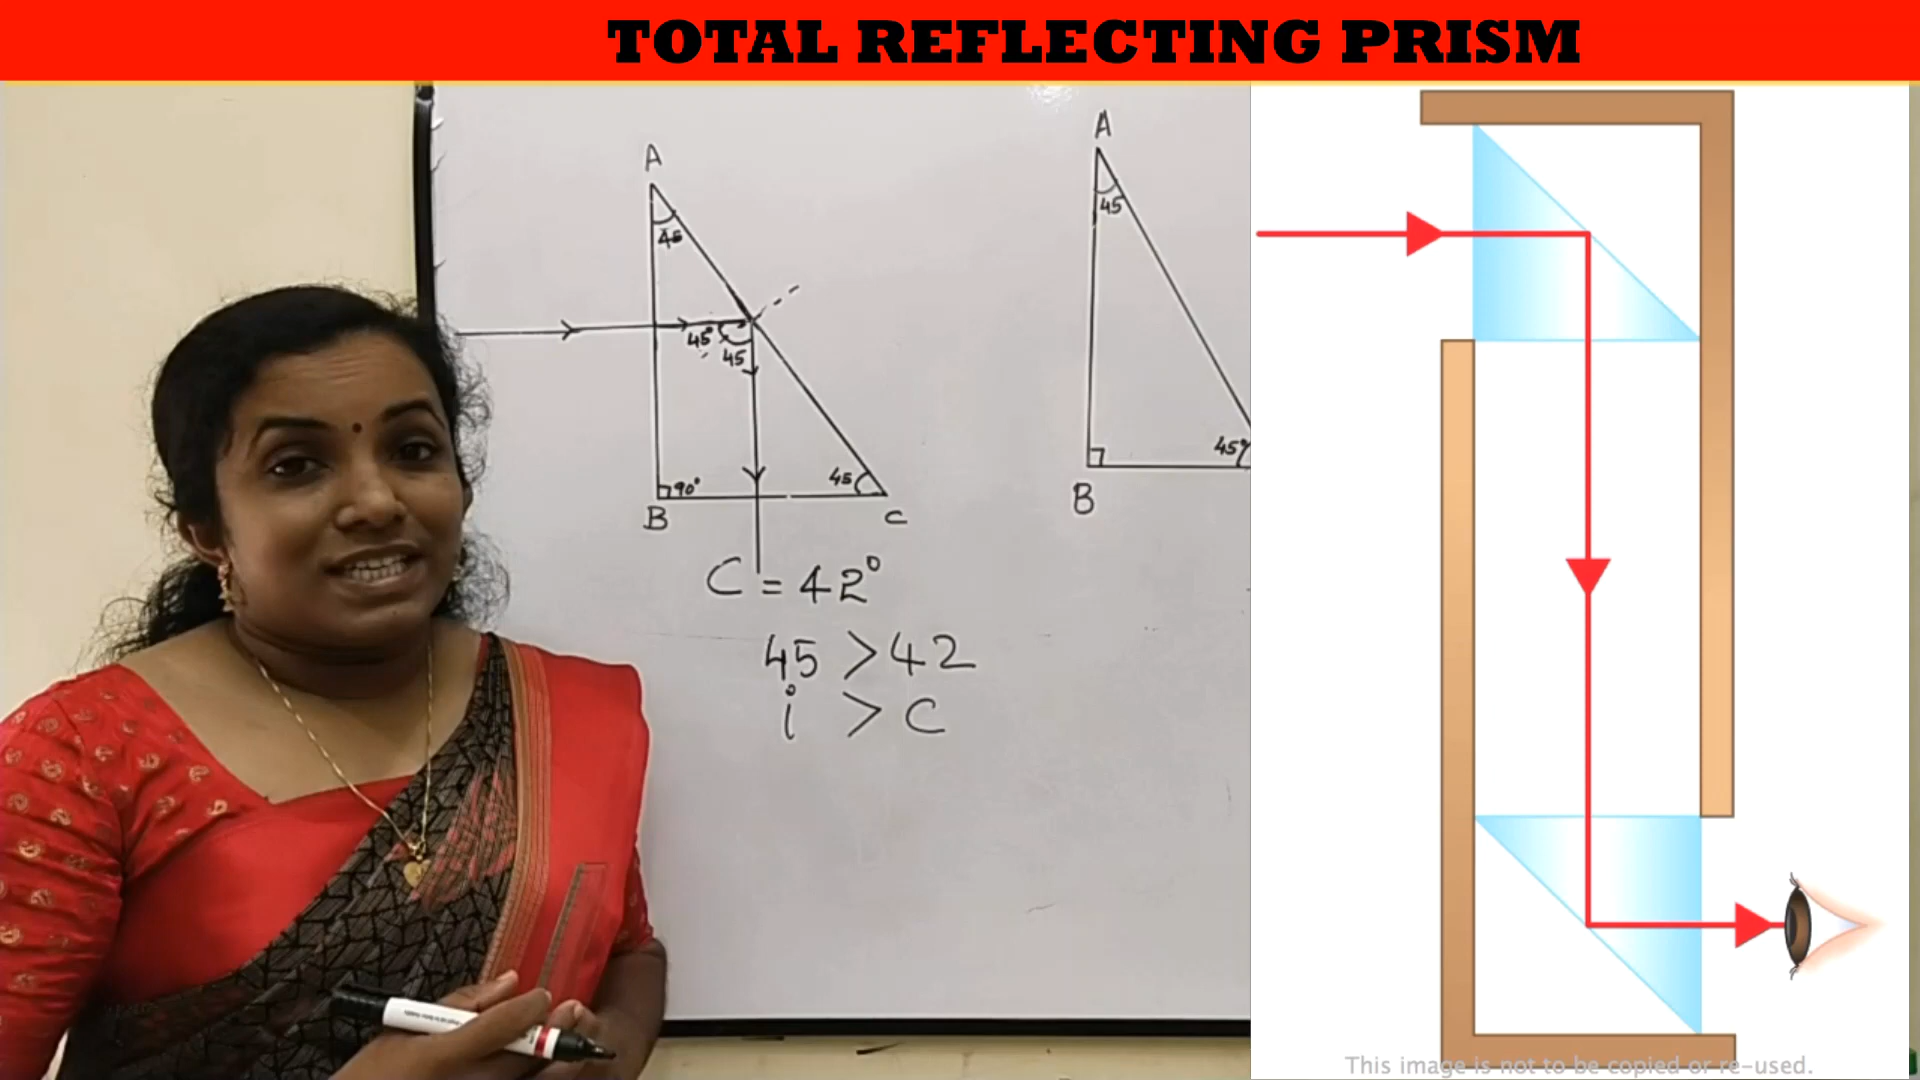 TOTAL REFLECTING PRISM
A
45
45°
45
90°
45
B
C
C = 42°
45 > 42
i > C
A
45
45°
B
This image is not to be copied or re-used.